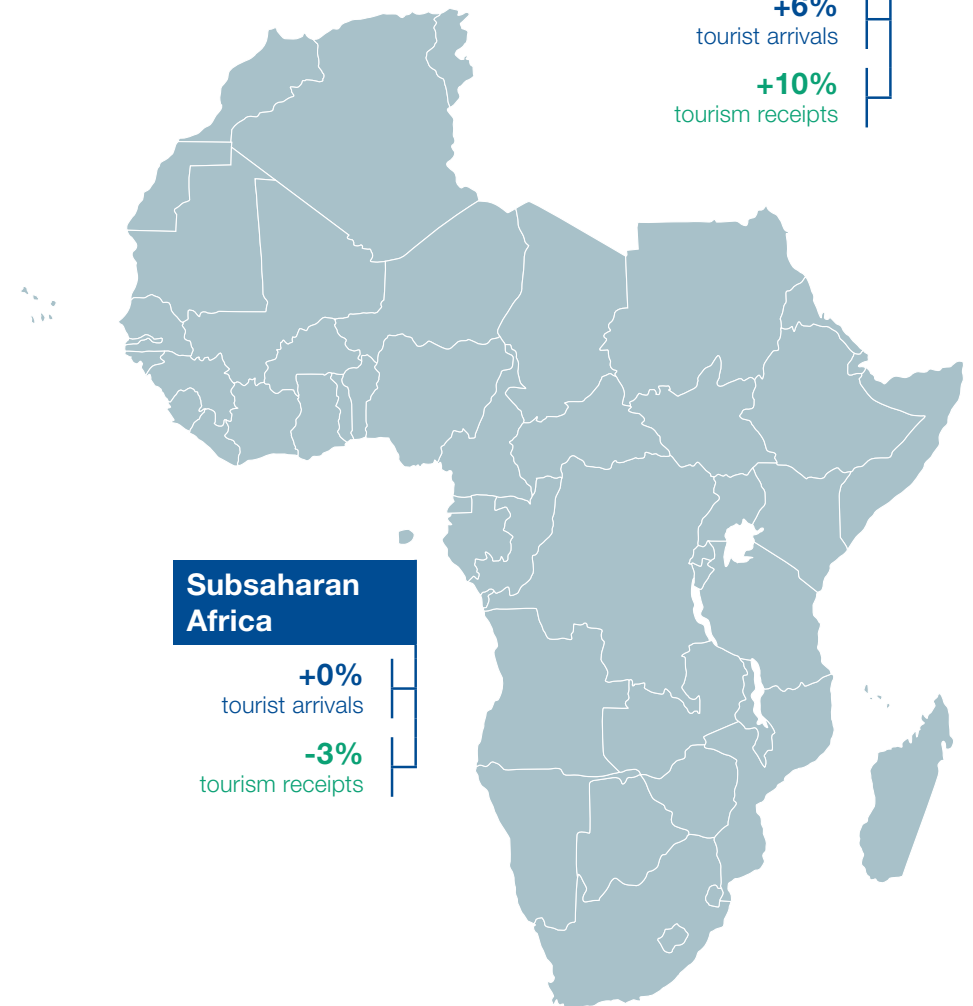 +6%
tourist arrivals
+10%
tourism receipts
Subsaharan
Africa
+0%
tourist arrivals
-3%
tourism receipts